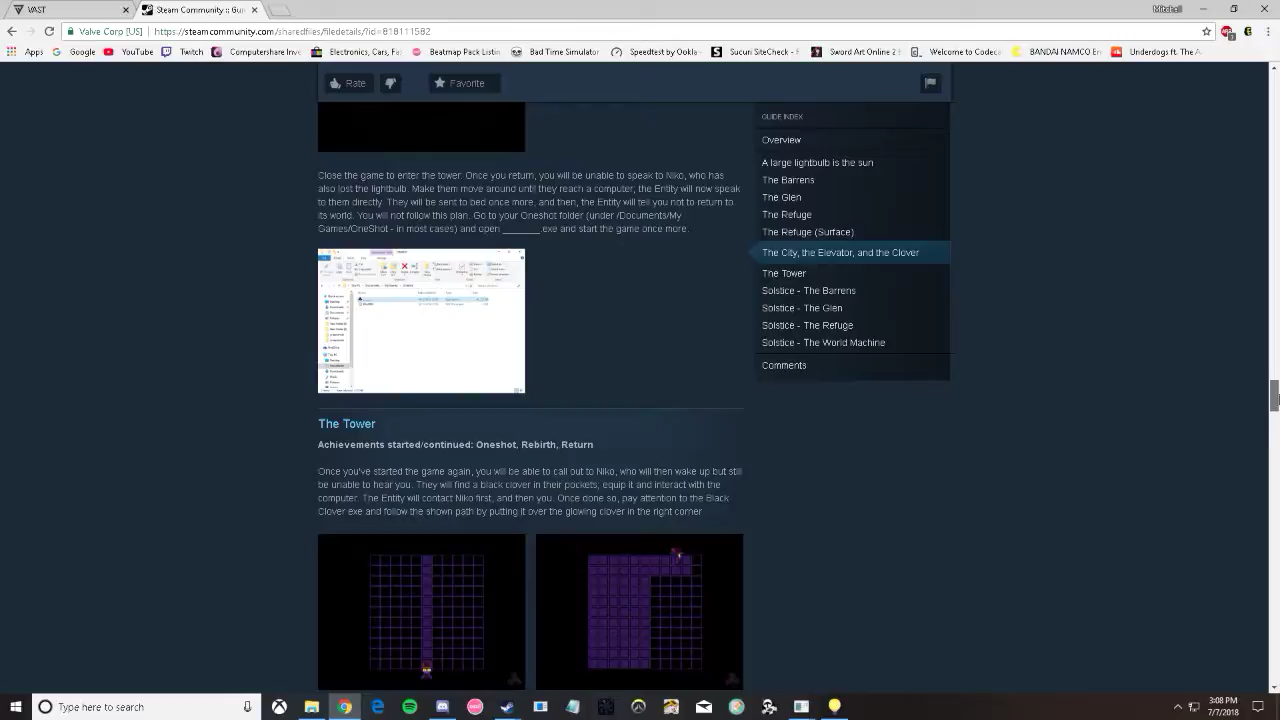 VAST
Steam Community :: Gui
Mitchell
Valve Corp [US]
https://steamcommunity.com/sharedfiles/filedetails/?id=818111582
Apps
Google
YouTube
Twitch
Computershare Inve
Electronics, Cars, Fa
Beatmap Pack Listin
Bad Time Simulator
Speedtest by Ookla -
Sucuri SiteCheck - F
Sword Art Online 2 E
Welcome to Codeca
BANDAI NAMCO En
Underdogs ft. The A
Rate
Favorite
Close the game to enter the tower. Once you return, you will be unable to speak to Niko, who has
also lost the lightbulb. Make them move around until they reach a computer; the Entity will now speak
to them directly. They will be sent to bed once more, and then, the Entity will tell you not to return to
its world. You will not follow this plan. Go to your Oneshot folder (under /Documents/My
Games/OneShot - in most cases) and open _______.exe and start the game once more.
The Tower
Achievements started/continued: Oneshot, Rebirth, Return
Once you've started the game again, you will be able to call out to Niko, who will then wake up but still
be unable to hear you. They will find a black clover in their pockets; equip it and interact with the
computer. The Entity will contact Niko first, and then you. Once done so, pay attention to the Black
Clover exe and follow the shown path by putting it over the glowing clover in the right corner
GUIDE INDEX
Overview
A large lightbulb is the sun
The Barrens
The Glen
The Refuge
The Refuge (Surface)
The City, the Elevator, and the Clover
The Tower
Solstice - The Barrens
Solstice - The Glen
Solstice - The Refuge
Solstice - The World Machine
Comments
Type here to search
3:08 PM
7/7/2018